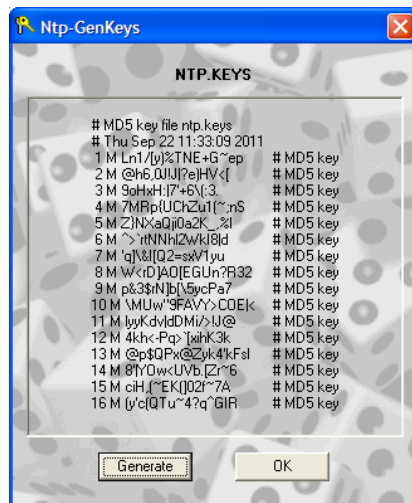 Ntp-GenKeys
NTP.KEYS
# MD5 key file ntp.keys
# Thu Sep 22 11:33:09 2011
1 M Ln1/[y)%TNE+G~ep # MD5 key
2 M @h6,0J!J|?e}HV<[ # MD5 key
3 M 9oHxH:|7'+6\(:3. # MD5 key
4 M 7MRp{UChZu1(~;nS # MD5 key
5 M Z}NXaQji0a2K_,%I # MD5 key
6 M ^>`rtNNhl2WkI8|d # MD5 key
7 M 'q]\&I[Q2=sxV1yu # MD5 key
8 M W<rD]AO[EGUn?R32 # MD5 key
9 M p&3$rN]b[\5ycPa7 # MD5 key
10 M \MUw"9FAVY>COE|< # MD5 key
11 M IyyKdv|dDMi/>!J@ # MD5 key
12 M 4kh<-Pq>`[xihK3k # MD5 key
13 M @p$QPx@Zyk4'kFsl # MD5 key
14 M 8'[YOw<UVb.[Zr~6 # MD5 key
15 M ciH,(~EK(]02f~7A # MD5 key
16 M (y'c(QTu~4?q^GIR # MD5 key
Generate OK